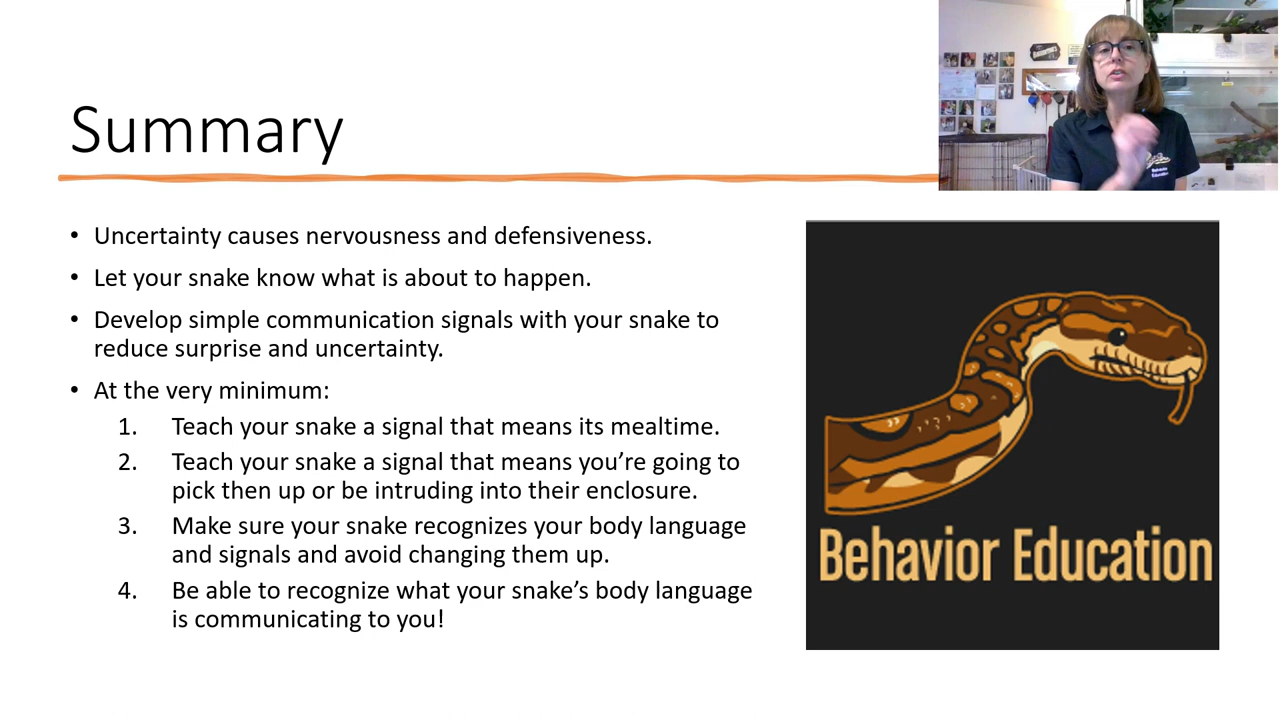 Summary
• Uncertainty causes nervousness and defensiveness.
• Let your snake know what is about to happen.
• Develop simple communication signals with your snake to
reduce surprise and uncertainty.
• At the very minimum:
1. Teach your snake a signal that means its mealtime.
2. Teach your snake a signal that means you’re going to
pick then up or be intruding into their enclosure.
3. Make sure your snake recognizes your body language
and signals and avoid changing them up.
4. Be able to recognize what your snake’s body language
is communicating to you!
Behavior Education